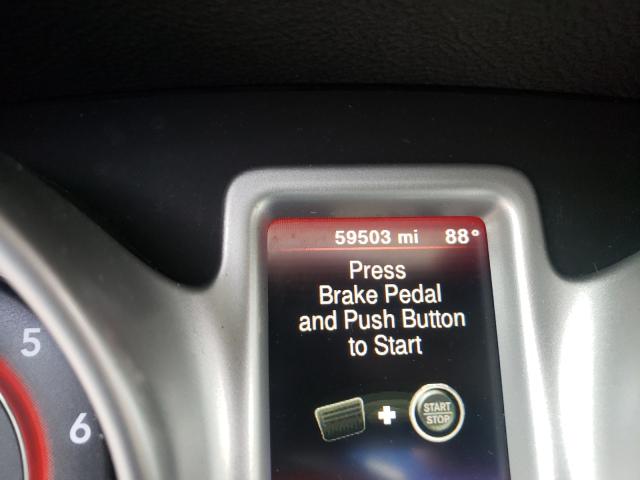 59503 mi 88°
Press
Brake Pedal
and Push Button
to Start
START
STOP
5
6